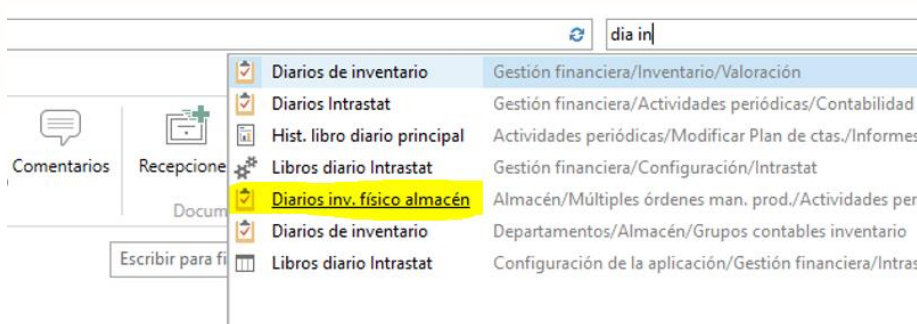 dia in
Diarios de inventario Gestión financiera/Inventario/Valoración
Diarios Intrastat Gestión financiera/Actividades periódicas/Contabilidad
Hist. libro diario principal Actividades periódicas/Modificar Plan de ctas./Informes
Comentarios Recepcione Libros diario Intrastat Gestión financiera/Configuración/Intrastat
Diarios inv. físico almacén Almacén/Múltiples órdenes man. prod./Actividades per
Docum
Diarios de inventario Departamentos/Almacén/Grupos contables inventario
Escribir para fi Libros diario Intrastat Configuración de la aplicación/Gestión financiera/Intras